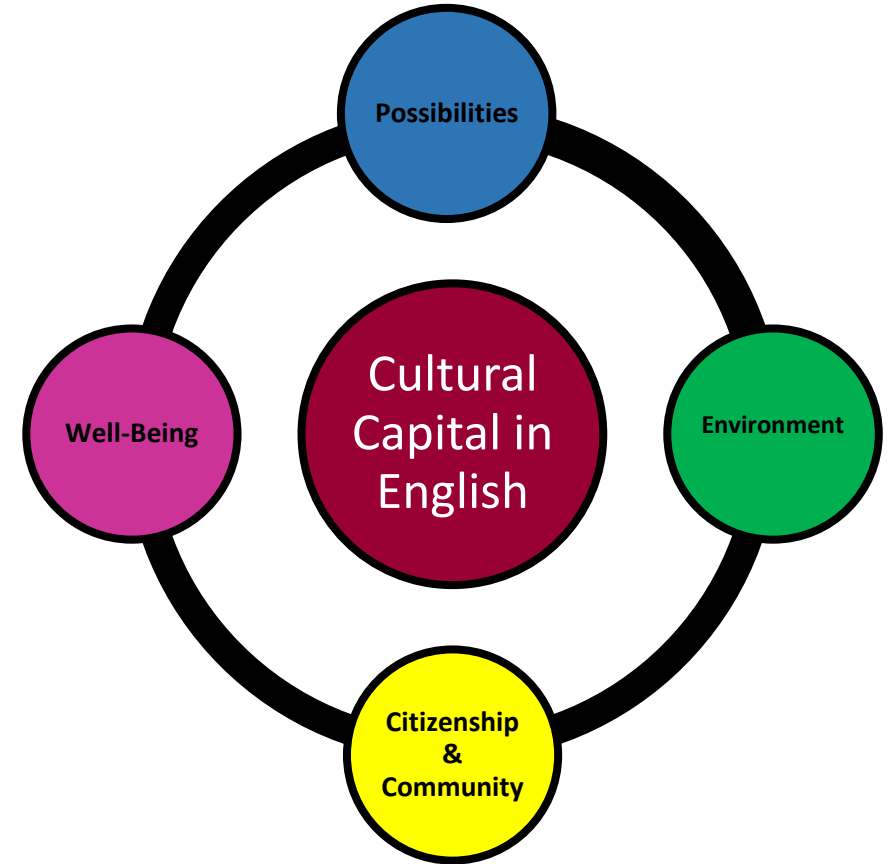 Possibilities
Cultural
Capital in
English
Well-Being
Environment
Citizenship
&
Community